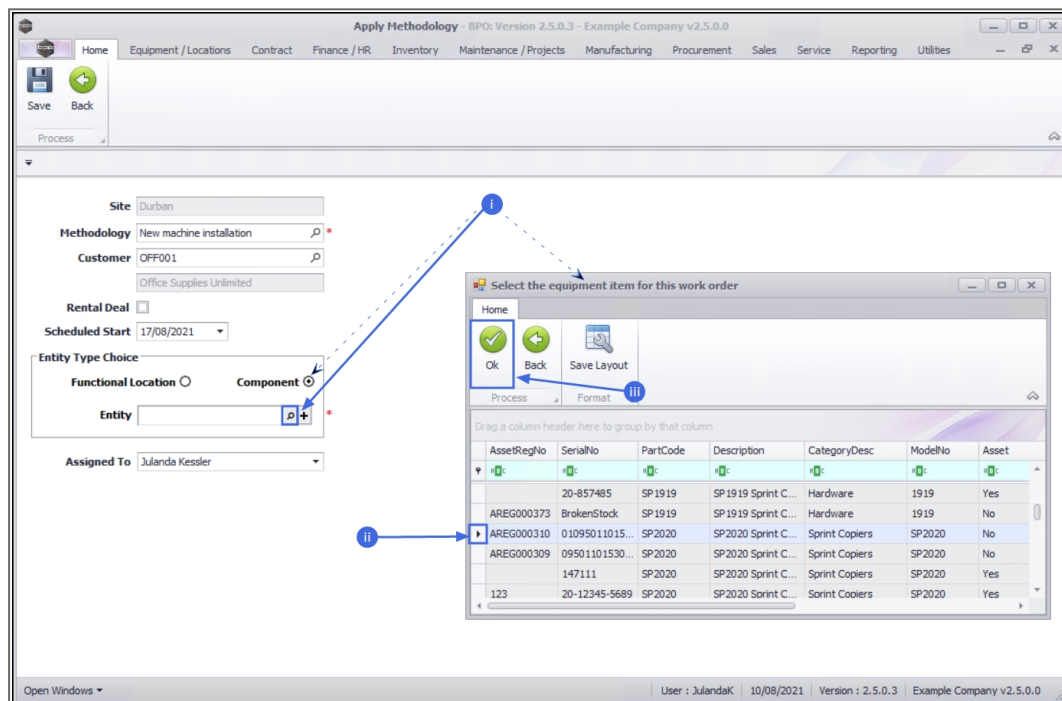 Apply Methodology - BPO: Version 2.5.0.3 - Example Company v2.5.0.0
Home Equipment / Locations Contract Finance / HR Inventory Maintenance / Projects Manufacturing Procurement Sales Service Reporting Utilities
Save Back
Process
Site Durban
Methodology New machine installation *
Customer OFF001
Office Supplies Unlimited
Rental Deal
Scheduled Start 17/08/2021
Entity Type Choice
Functional Location Component
Entity *
Assigned To Julanda Kessler
i
ii
iii
Select the equipment item for this work order
Home
Ok Back Save Layout
Process Format
Drag a column header here to group by that column
AssetRegNo SerialNo PartCode Description CategoryDesc ModelNo Asset
20-857485 SP1919 SP1919 Sprint C... Hardware 1919 Yes
AREG000373 BrokenStock SP1919 SP1919 Sprint C... Hardware 1919 No
AREG000310 01095011015... SP2020 SP2020 Sprint C... Sprint Copiers SP2020 No
AREG000309 09501101530... SP2020 SP2020 Sprint C... Sprint Copiers SP2020 No
147111 SP2020 SP2020 Sprint C... Sprint Copiers SP2020 Yes
123 20-12345-5689 SP2020 SP2020 Sprint C... Sprint Copiers SP2020 Yes
Open Windows User : JulandaK 10/08/2021 Version : 2.5.0.3 Example Company v2.5.0.0